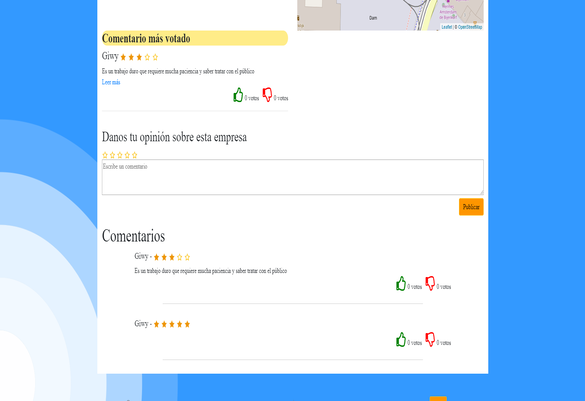 Dam
Leaflet | © OpenStreetMap
Comentario más votado
Giwy
Es un trabajo duro que requiere mucha paciencia y saber tratar con el público
Leer más
0 votos 0 votos
Danos tu opinión sobre esta empresa
Escribe un comentario
Publicar
Comentarios
Giwy -
Es un trabajo duro que requiere mucha paciencia y saber tratar con el público
0 votos 0 votos
Giwy -
0 votos 0 votos